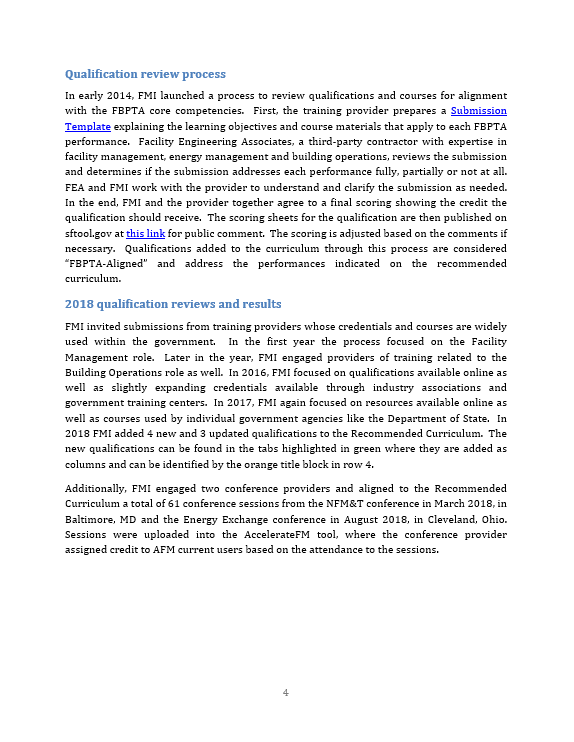 Qualification review process
In early 2014, FMI launched a process to review qualifications and courses for alignment
with the FBPTA core competencies.  First, the training provider prepares a Submission
Template explaining the learning objectives and course materials that apply to each FBPTA
performance.  Facility Engineering Associates, a third-party contractor with expertise in
facility management, energy management and building operations, reviews the submission
and determines if the submission addresses each performance fully, partially or not at all.
FEA and FMI work with the provider to understand and clarify the submission as needed.
In the end, FMI and the provider together agree to a final scoring showing the credit the
qualification should receive.  The scoring sheets for the qualification are then published on
sftool.gov at this link for public comment.  The scoring is adjusted based on the comments if
necessary.  Qualifications added to the curriculum through this process are considered
“FBPTA-Aligned” and address the performances indicated on the recommended
curriculum.
2018 qualification reviews and results
FMI invited submissions from training providers whose credentials and courses are widely
used within the government.  In the first year the process focused on the Facility
Management role.  Later in the year, FMI engaged providers of training related to the
Building Operations role as well.  In 2016, FMI focused on qualifications available online as
well as slightly expanding credentials available through industry associations and
government training centers.  In 2017, FMI again focused on resources available online as
well as courses used by individual government agencies like the Department of State.  In
2018 FMI added 4 new and 3 updated qualifications to the Recommended Curriculum.  The
new qualifications can be found in the tabs highlighted in green where they are added as
columns and can be identified by the orange title block in row 4.
Additionally, FMI engaged two conference providers and aligned to the Recommended
Curriculum a total of 61 conference sessions from the NFM&T conference in March 2018, in
Baltimore, MD and the Energy Exchange conference in August 2018, in Cleveland, Ohio.
Sessions were uploaded into the AccelerateFM tool, where the conference provider
assigned credit to AFM current users based on the attendance to the sessions.
4